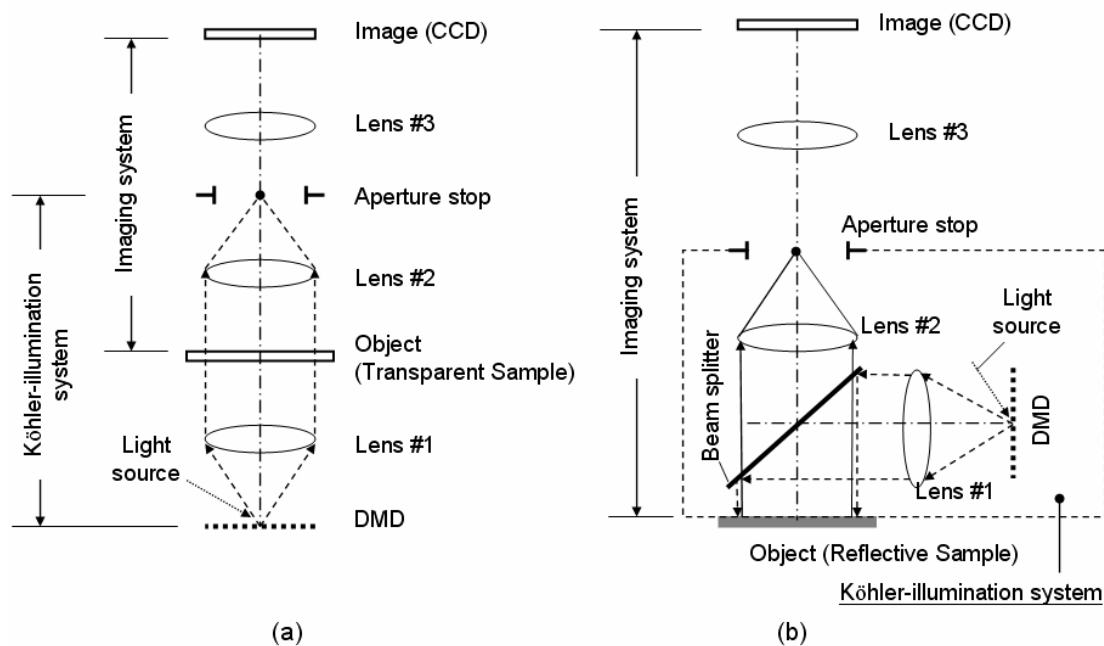 Image (CCD)
Lens #3
Imaging system
Aperture stop
Lens #2
Köhler-illumination
system
Object
(Transparent Sample)
Light
source
Lens #1
DMD
(a)
Image (CCD)
Lens #3
Imaging system
Aperture stop
Light
source
Lens #2
Beam splitter
DMD
Lens #1
Object (Reflective Sample)
Köhler-illumination system
(b)